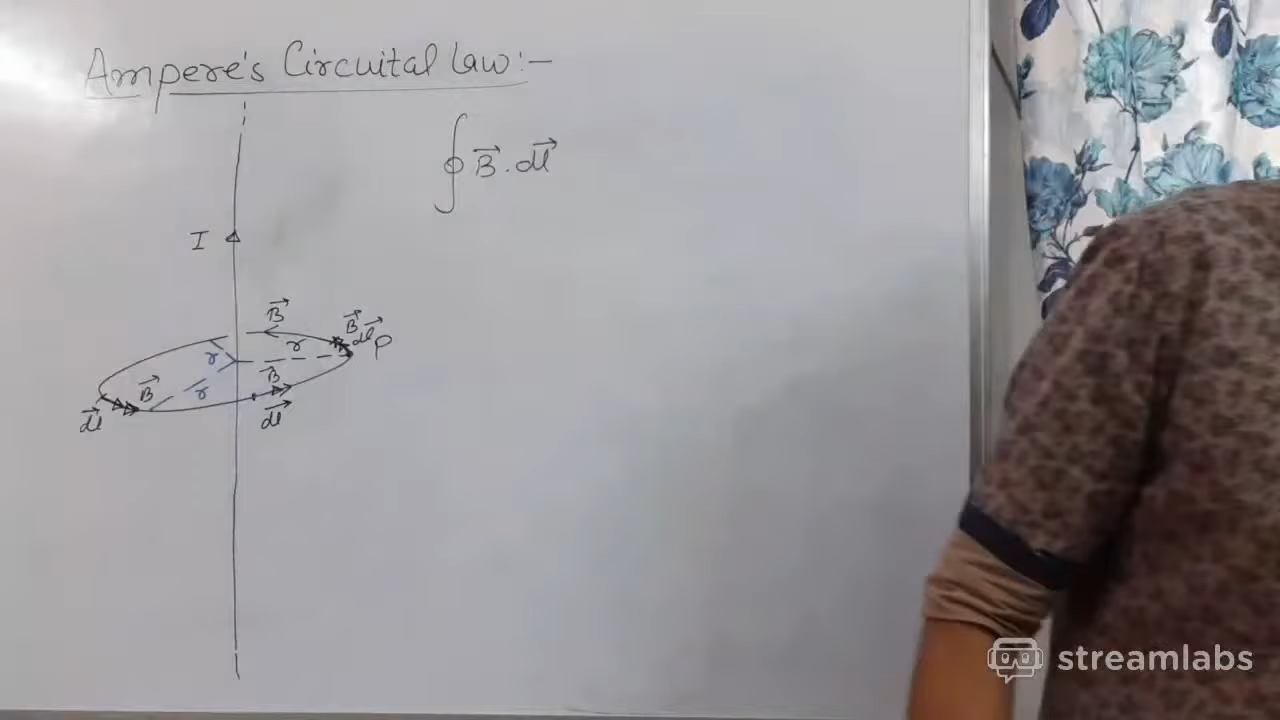 Ampere's Circuital law:-
∮ B⃗ . dl⃗
I
B⃗
B⃗
dl⃗
P
r
r
B⃗
B⃗
r
dl⃗
dl⃗
streamlabs